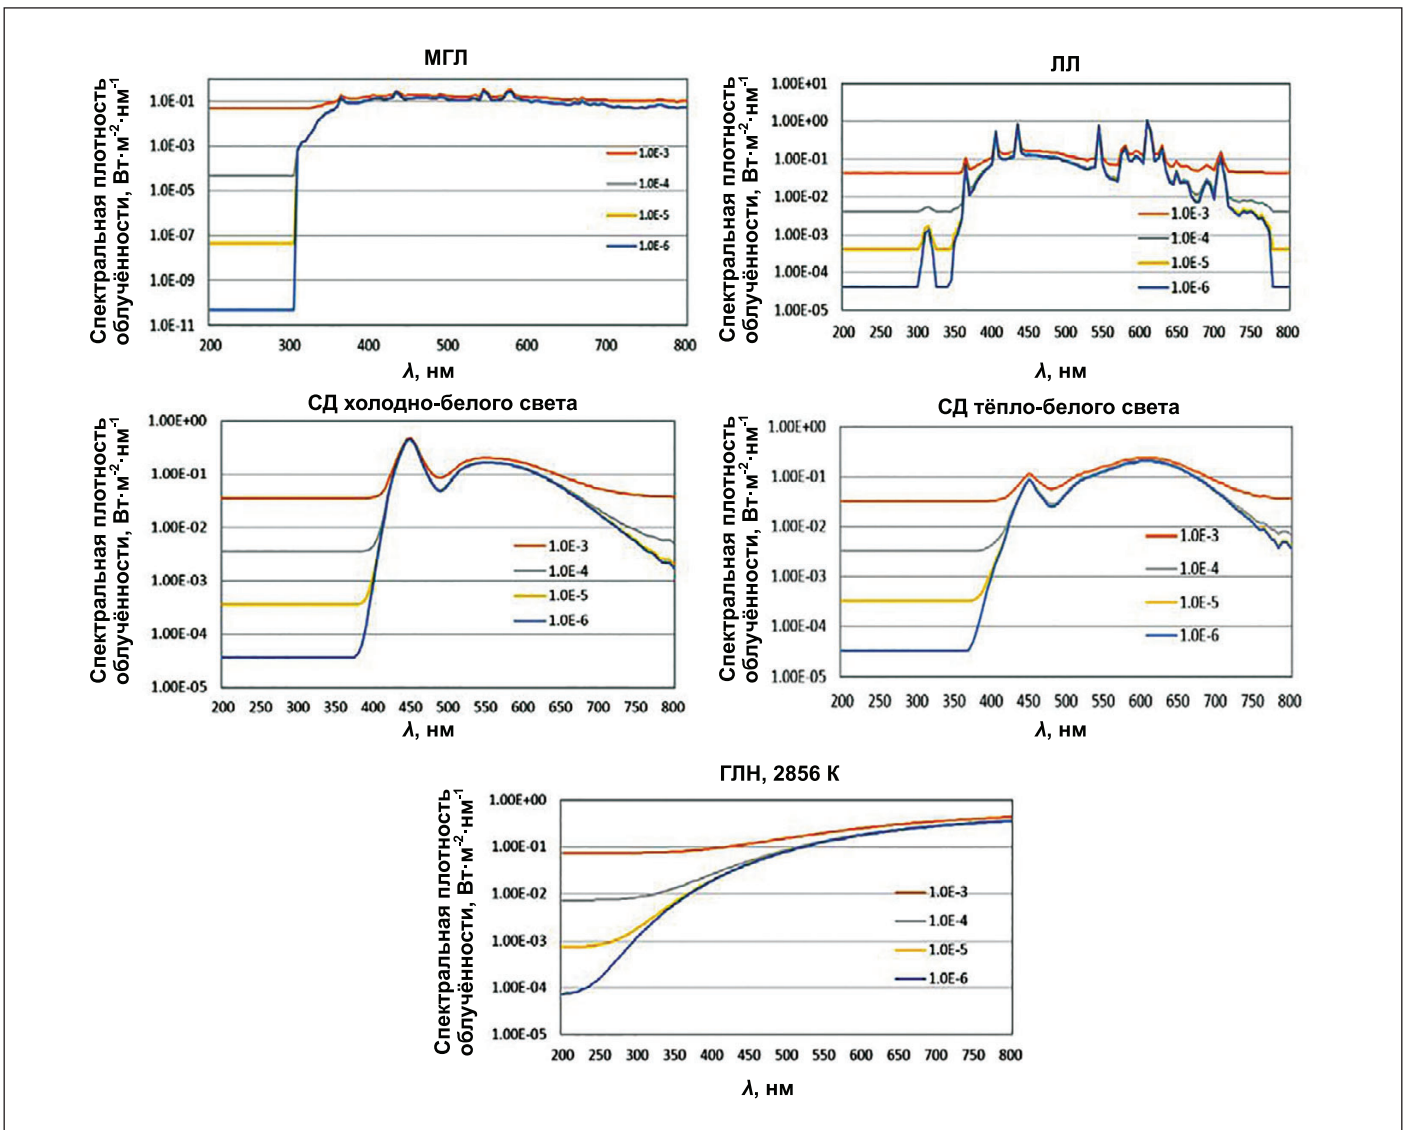 МГЛ
Спектральная плотность
облучённости, Вт·м⁻²·нм⁻¹
1.0E-01
1.0E-03
1.0E-05
1.0E-07
1.0E-09
1.0E-11
1.0E-3
1.0E-4
1.0E-5
1.0E-6
200 300 400 500 600 700 800
λ, нм
ЛЛ
Спектральная плотность
облучённости, Вт·м⁻²·нм⁻¹
1.00E+01
1.00E+00
1.00E-01
1.00E-02
1.00E-03
1.00E-04
1.00E-05
1.0E-3
1.0E-4
1.0E-5
1.0E-6
200 250 300 350 400 450 500 550 600 650 700 750 800
λ, нм
СД холодно-белого света
Спектральная плотность
облучённости, Вт·м⁻²·нм⁻¹
1.00E+00
1.00E-01
1.00E-02
1.00E-03
1.00E-04
1.00E-05
1.0E-3
1.0E-4
1.0E-5
1.0E-6
200 250 300 350 400 450 500 550 600 650 700 750 800
λ, нм
СД тёпло-белого света
Спектральная плотность
облучённости, Вт·м⁻²·нм⁻¹
1.00E+00
1.00E-01
1.00E-02
1.00E-03
1.00E-04
1.00E-05
1.0E-3
1.0E-4
1.0E-5
1.0E-6
200 250 300 350 400 450 500 550 600 650 700 750 800
λ, нм
ГЛН, 2856 К
Спектральная плотность
облучённости, Вт·м⁻²·нм⁻¹
1.00E+00
1.00E-01
1.00E-02
1.00E-03
1.00E-04
1.00E-05
1.0E-3
1.0E-4
1.0E-5
1.0E-6
200 250 300 350 400 450 500 550 600 650 700 750 800
λ, нм